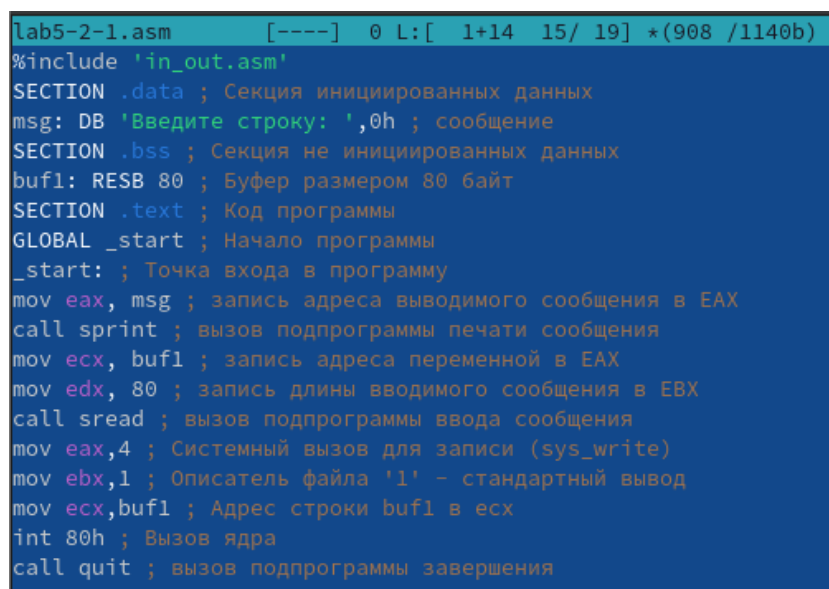 lab5-2-1.asm [----] 0 L:[ 1+14 15/ 19] *(908 /1140b)
%include 'in_out.asm'
SECTION .data ; Секция инициированных данных
msg: DB 'Введите строку: ',0h ; сообщение
SECTION .bss ; Секция не инициированных данных
buf1: RESB 80 ; Буфер размером 80 байт
SECTION .text ; Код программы
GLOBAL _start ; Начало программы
_start: ; Точка входа в программу
mov eax, msg ; запись адреса выводимого сообщения в EAX
call sprint ; вызов подпрограммы печати сообщения
mov ecx, buf1 ; запись адреса переменной в EAX
mov edx, 80 ; запись длины вводимого сообщения в EBX
call sread ; вызов подпрограммы ввода сообщения
mov eax,4 ; Системный вызов для записи (sys_write)
mov ebx,1 ; Описатель файла '1' - стандартный вывод
mov ecx,buf1 ; Адрес строки buf1 в ecx
int 80h ; Вызов ядра
call quit ; вызов подпрограммы завершения